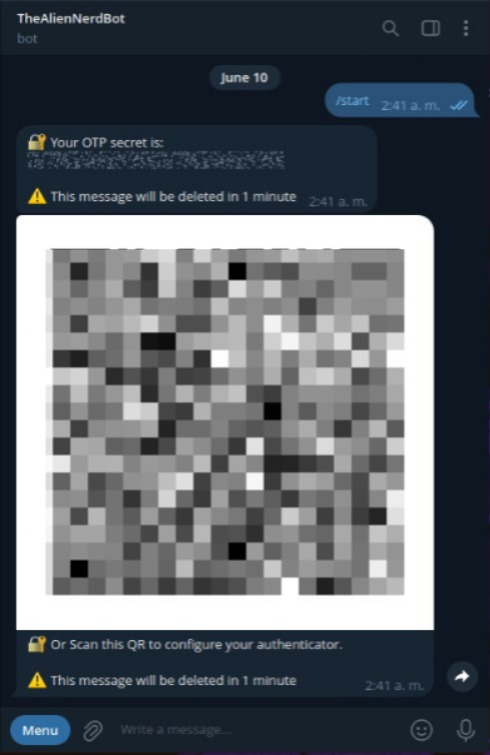 TheAlienNerdBot
bot
June 10
/start 2:41 a. m.
🔐 Your OTP secret is:
⚠️ This message will be deleted in 1 minute 2:41 a. m.
🔐 Or Scan this QR to configure your authenticator.
⚠️ This message will be deleted in 1 minute 2:41 a. m.
Menu Write a message...